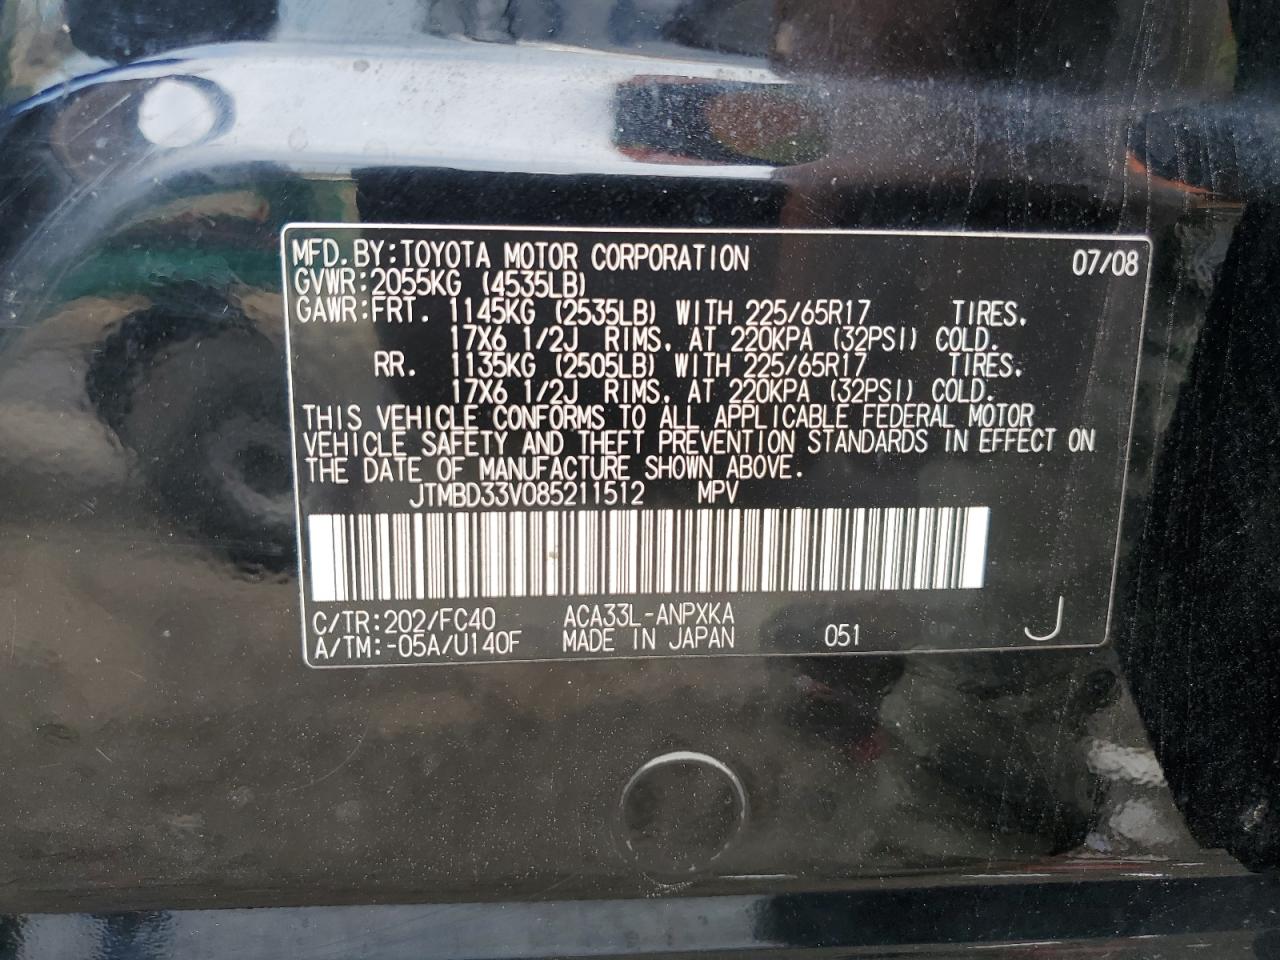 MFD. BY:TOYOTA MOTOR CORPORATION 07/08
GVWR:2055KG (4535LB)
GAWR:FRT. 1145KG (2535LB) WITH 225/65R17 TIRES,
17X6 1/2J RIMS, AT 220KPA (32PSI) COLD.
RR. 1135KG (2505LB) WITH 225/65R17 TIRES,
17X6 1/2J RIMS, AT 220KPA (32PSI) COLD.
THIS VEHICLE CONFORMS TO ALL APPLICABLE FEDERAL MOTOR
VEHICLE SAFETY AND THEFT PREVENTION STANDARDS IN EFFECT ON
THE DATE OF MANUFACTURE SHOWN ABOVE.
JTMBD33V085211512 MPV
C/TR:202/FC40 ACA33L-ANPXKA
A/TM:-05A/U140F MADE IN JAPAN 051 J